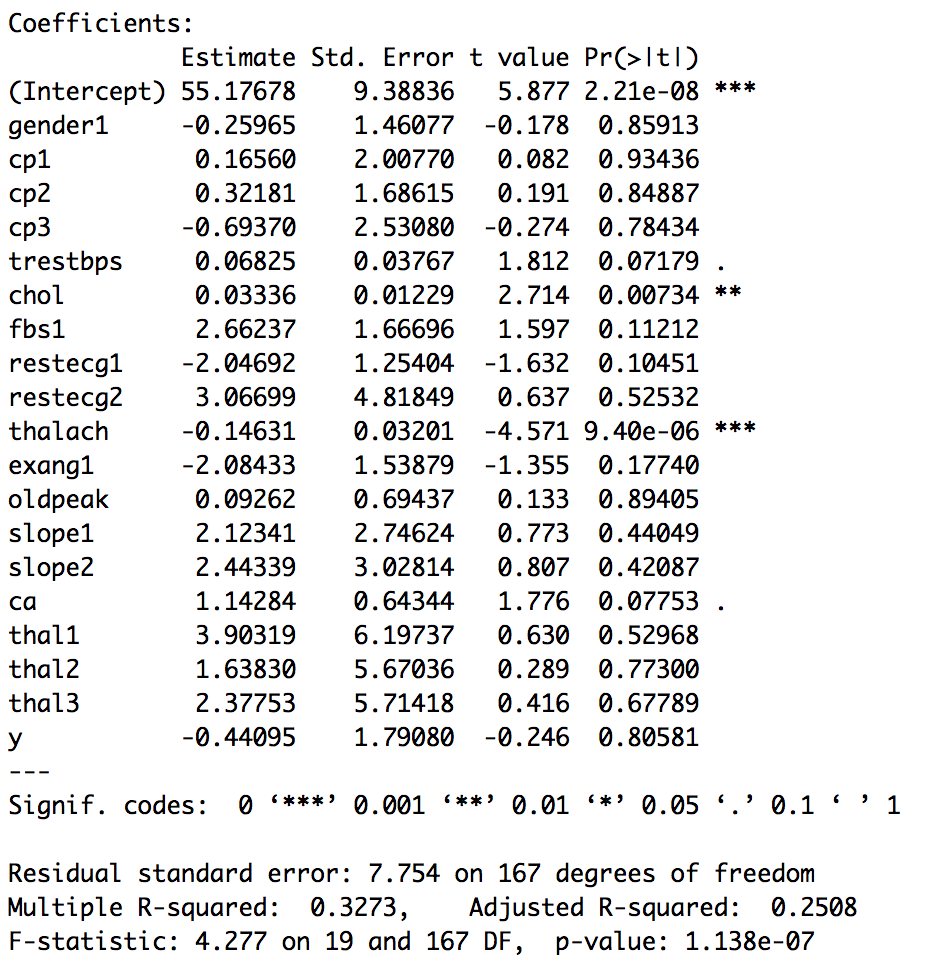 Coefficients:
            Estimate Std. Error t value Pr(>|t|)
(Intercept) 55.17678    9.38836   5.877 2.21e-08 ***
gender1     -0.25965    1.46077  -0.178  0.85913
cp1          0.16560    2.00770   0.082  0.93436
cp2          0.32181    1.68615   0.191  0.84887
cp3         -0.69370    2.53080  -0.274  0.78434
trestbps     0.06825    0.03767   1.812  0.07179 .
chol         0.03336    0.01229   2.714  0.00734 **
fbs1         2.66237    1.66696   1.597  0.11212
restecg1    -2.04692    1.25404  -1.632  0.10451
restecg2     3.06699    4.81849   0.637  0.52532
thalach     -0.14631    0.03201  -4.571 9.40e-06 ***
exang1      -2.08433    1.53879  -1.355  0.17740
oldpeak      0.09262    0.69437   0.133  0.89405
slope1       2.12341    2.74624   0.773  0.44049
slope2       2.44339    3.02814   0.807  0.42087
ca           1.14284    0.64344   1.776  0.07753 .
thal1        3.90319    6.19737   0.630  0.52968
thal2        1.63830    5.67036   0.289  0.77300
thal3        2.37753    5.71418   0.416  0.67789
y           -0.44095    1.79080  -0.246  0.80581
---
Signif. codes:  0 ‘***’ 0.001 ‘**’ 0.01 ‘*’ 0.05 ‘.’ 0.1 ‘ ’ 1

Residual standard error: 7.754 on 167 degrees of freedom
Multiple R-squared:  0.3273,    Adjusted R-squared:  0.2508
F-statistic: 4.277 on 19 and 167 DF,  p-value: 1.138e-07